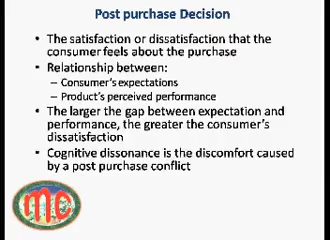 Post purchase Decision
• The satisfaction or dissatisfaction that the
consumer feels about the purchase
• Relationship between:
– Consumer's expectations
– Product's perceived performance
• The larger the gap between expectation and
performance, the greater the consumer's
dissatisfaction
• Cognitive dissonance is the discomfort caused
by a post purchase conflict
mc